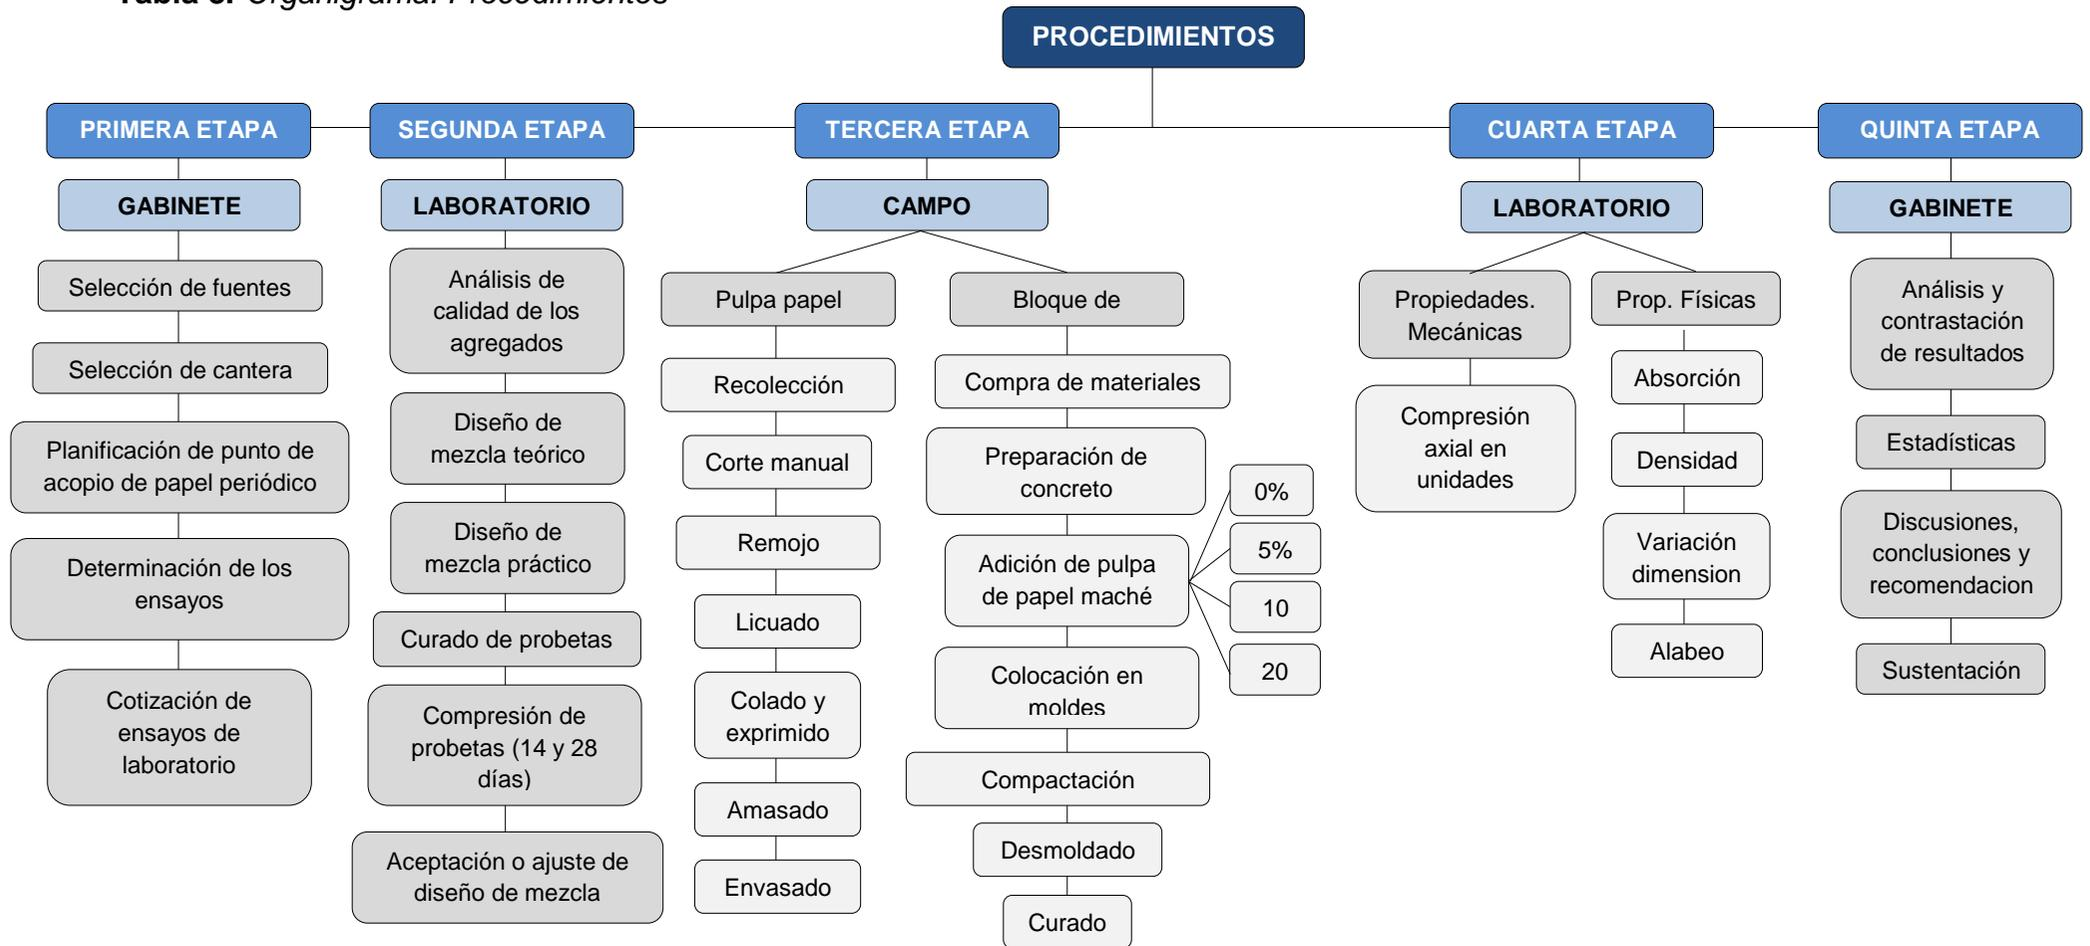 PROCEDIMIENTOS
PRIMERA ETAPA
GABINETE
Selección de fuentes
Selección de cantera
Planificación de punto de
acopio de papel periódico
Determinación de los
ensayos
Cotización de
ensayos de
laboratorio
SEGUNDA ETAPA
LABORATORIO
Análisis de
calidad de los
agregados
Diseño de
mezcla teórico
Diseño de
mezcla práctico
Curado de probetas
Compresión de
probetas (14 y 28
días)
Aceptación o ajuste de
diseño de mezcla
TERCERA ETAPA
CAMPO
Pulpa papel
Recolección
Corte manual
Remojo
Licuado
Colado y
exprimido
Amasado
Envasado
Bloque de
Compra de materiales
Preparación de
concreto
Adición de pulpa
de papel maché
0%
5%
10
20
Colocación en
moldes
Compactación
Desmoldado
Curado
CUARTA ETAPA
LABORATORIO
Propiedades.
Mecánicas
Compresión
axial en
unidades
Prop. Físicas
Absorción
Densidad
Variación
dimension
Alabeo
QUINTA ETAPA
GABINETE
Análisis y
contrastación
de resultados
Estadísticas
Discusiones,
conclusiones y
recomendacion
Sustentación